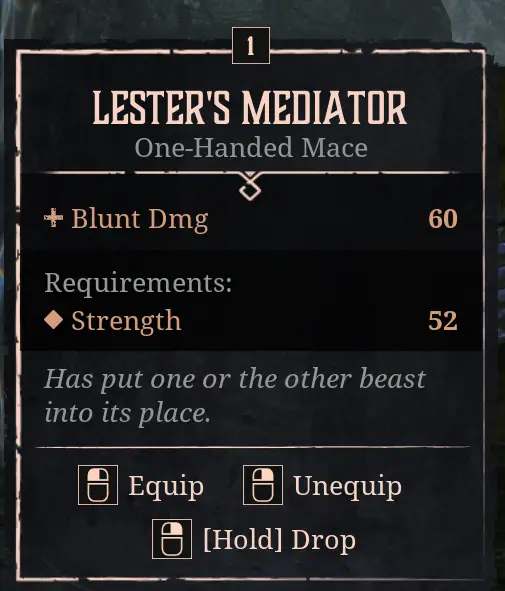 1
LESTER'S MEDIATOR
One-Handed Mace
Blunt Dmg 60
Requirements:
Strength 52
Has put one or the other beast
into its place.
Equip Unequip
[Hold] Drop